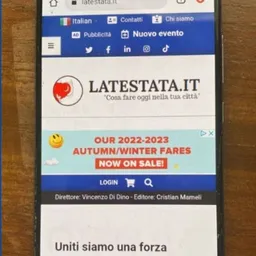 latestata.it
Italian Contatti Chi siamo
AD Pubblicità Nuovo evento
LATESTATA.IT
"Cosa fare oggi nella tua città"
OUR 2022-2023
AUTUMN/WINTER FARES
NOW ON SALE!
LOGIN
Direttore: Vincenzo Di Dino - Editore: Cristian Mameli
Uniti siamo una forza